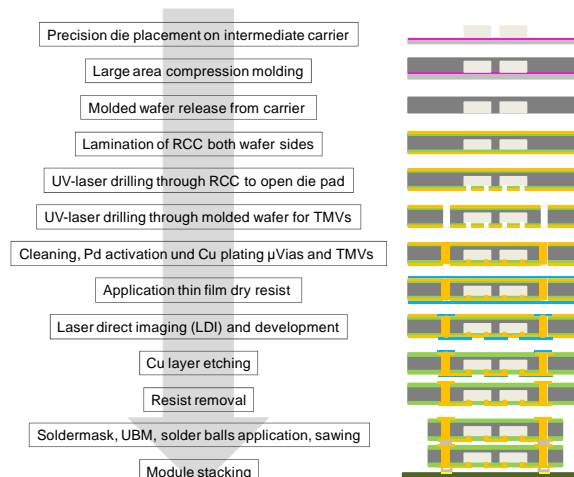 Precision die placement on intermediate carrier
Large area compression molding
Molded wafer release from carrier
Lamination of RCC both wafer sides
UV-laser drilling through RCC to open die pad
UV-laser drilling through molded wafer for TMVs
Cleaning, Pd activation und Cu plating µVias and TMVs
Application thin film dry resist
Laser direct imaging (LDI) and development
Cu layer etching
Resist removal
Soldermask, UBM, solder balls application, sawing
Module stacking